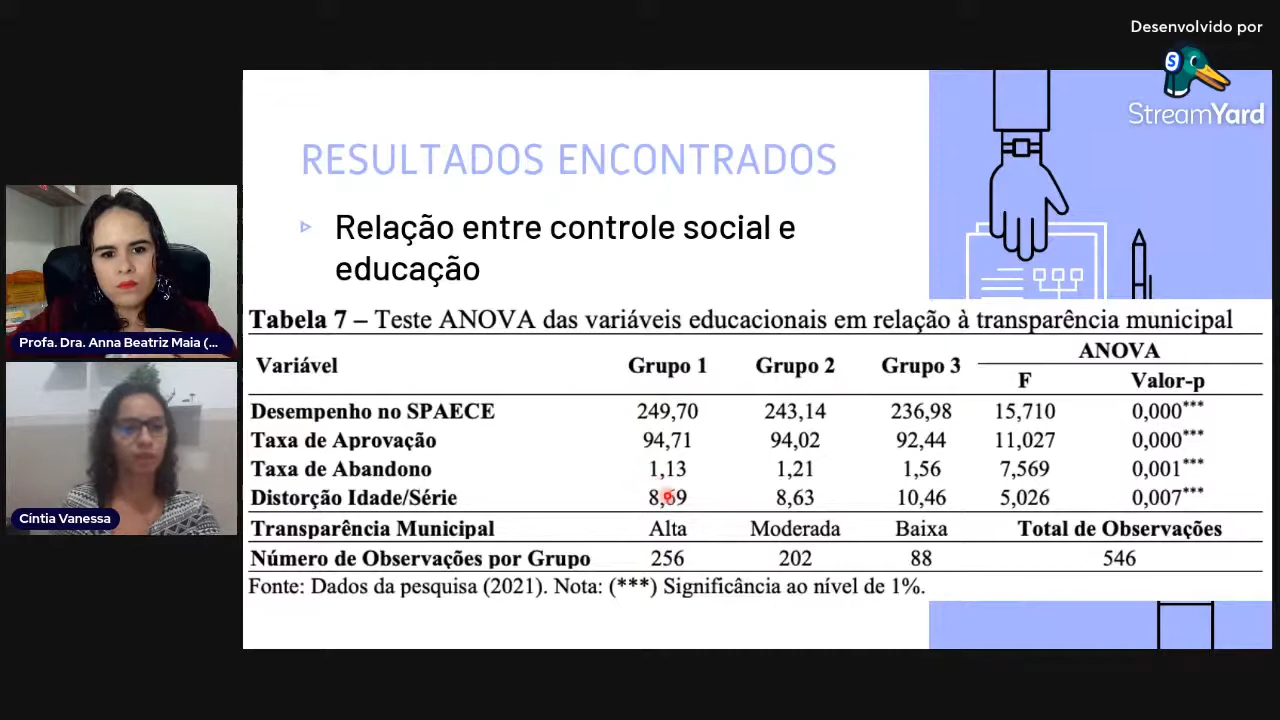 Desenvolvido por
StreamYard
RESULTADOS ENCONTRADOS
Relação entre controle social e
educação
Tabela 7 – Teste ANOVA das variáveis educacionais em relação à transparência municipal
Variável Grupo 1 Grupo 2 Grupo 3 ANOVA
F Valor-p
Desempenho no SPAECE 249,70 243,14 236,98 15,710 0,000***
Taxa de Aprovação 94,71 94,02 92,44 11,027 0,000***
Taxa de Abandono 1,13 1,21 1,56 7,569 0,001***
Distorção Idade/Série 8,63 10,46 5,026 0,007***
Transparência Municipal Alta Moderada Baixa Total de Observações
Número de Observações por Grupo 256 202 88 546
Fonte: Dados da pesquisa (2021). Nota: (***) Significância ao nível de 1%.
Profa. Dra. Anna Beatriz Maia (...
Cíntia Vanessa